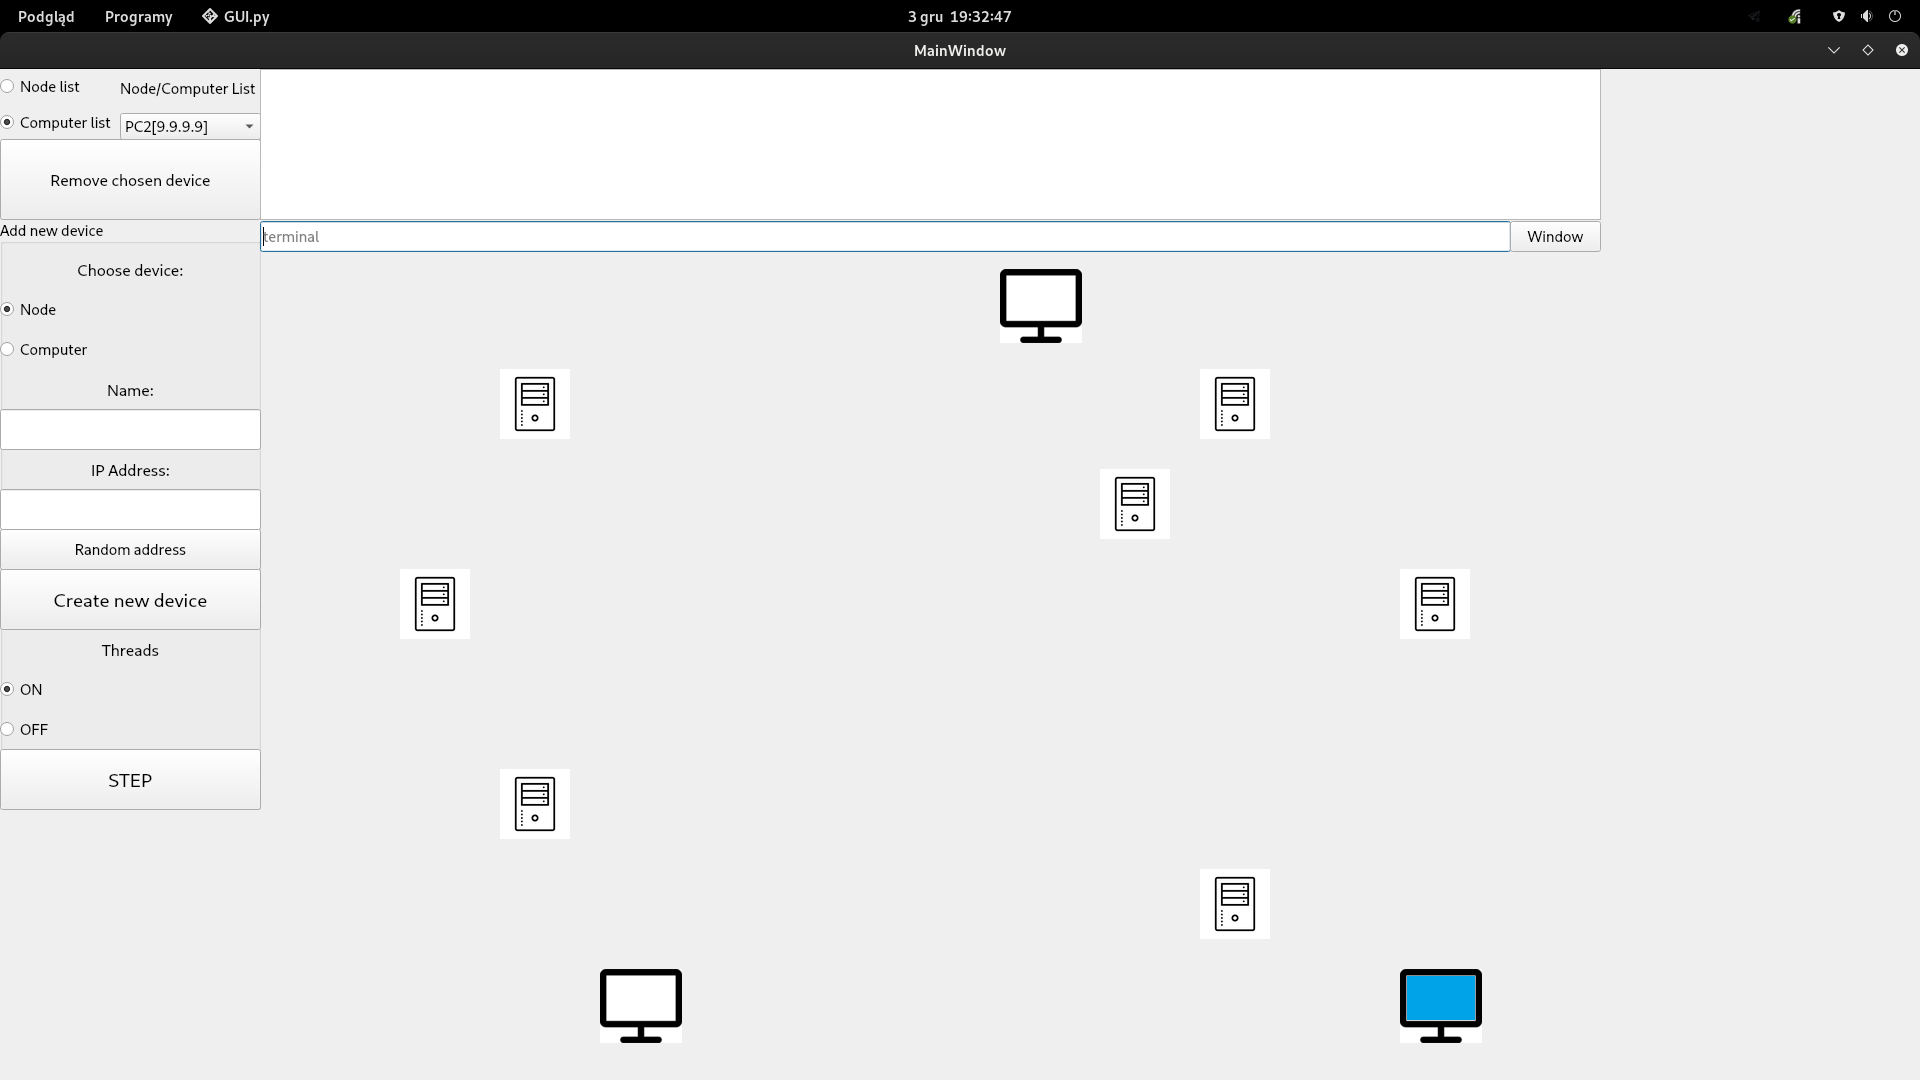 Podgląd Programy GUI.py 3 gru 19:32:47
MainWindow
Node list Node/Computer List
Computer list PC2[9.9.9.9]
Remove chosen device
Add new device
terminal Window
Choose device:
Node
Computer
Name:
IP Address:
Random address
Create new device
Threads
ON
OFF
STEP